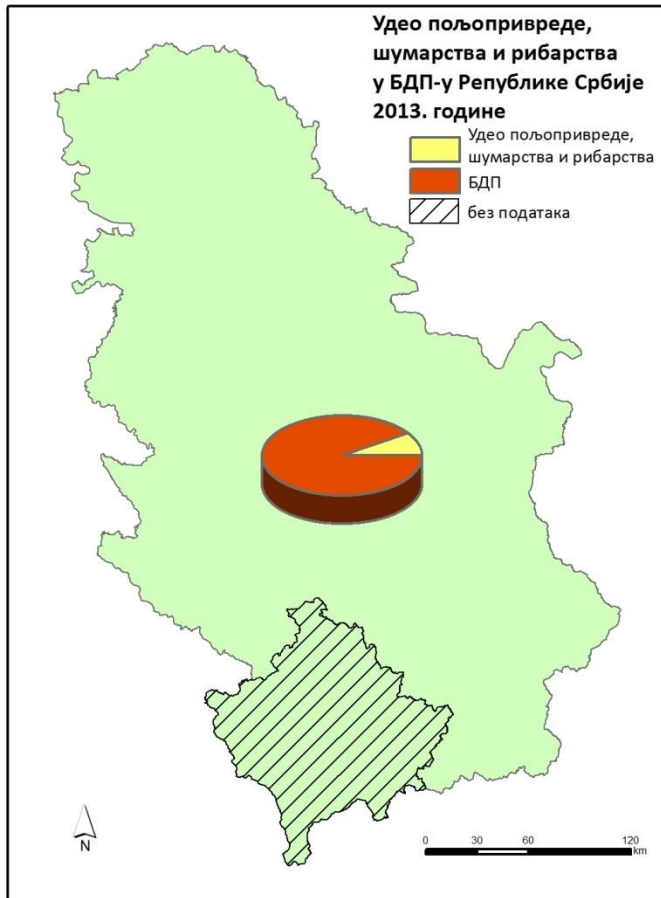 Удео пољопривреде,
шумарства и рибарства
у БДП-у Републике Србије
2013. године
Удео пољопривреде,
шумарства и рибарства
БДП
без података
N
0 30 60 120
km